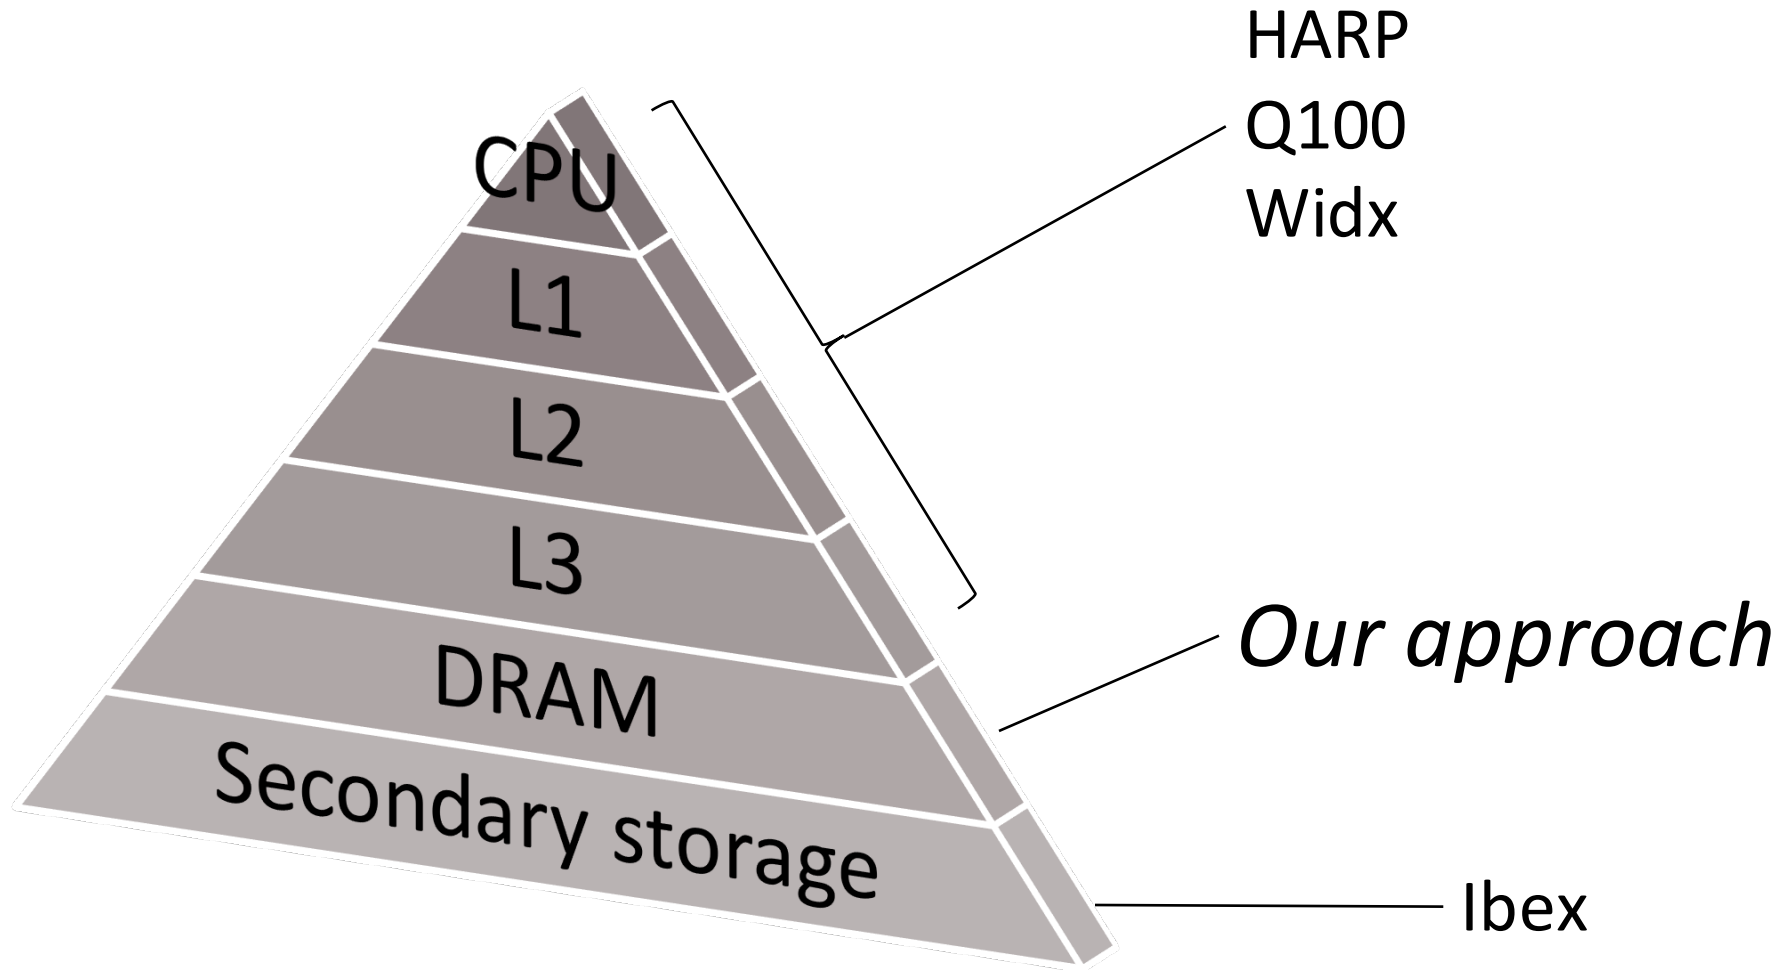 HARP
Q100
Widx
CPU
L1
L2
L3
DRAM
Secondary storage
Our approach
Ibex